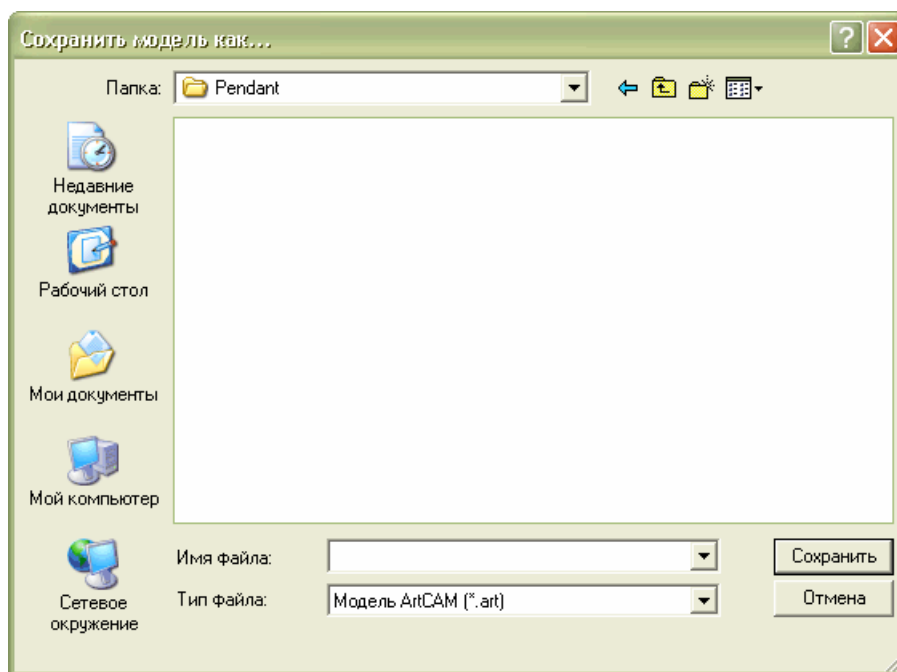 Сохранить модель как...
Папка:
Pendant
Недавние
документы
Рабочий стол
Мои документы
Мой компьютер
Сетевое
окружение
Имя файла:
Сохранить
Тип файла:
Модель ArtCAM (*.art)
Отмена